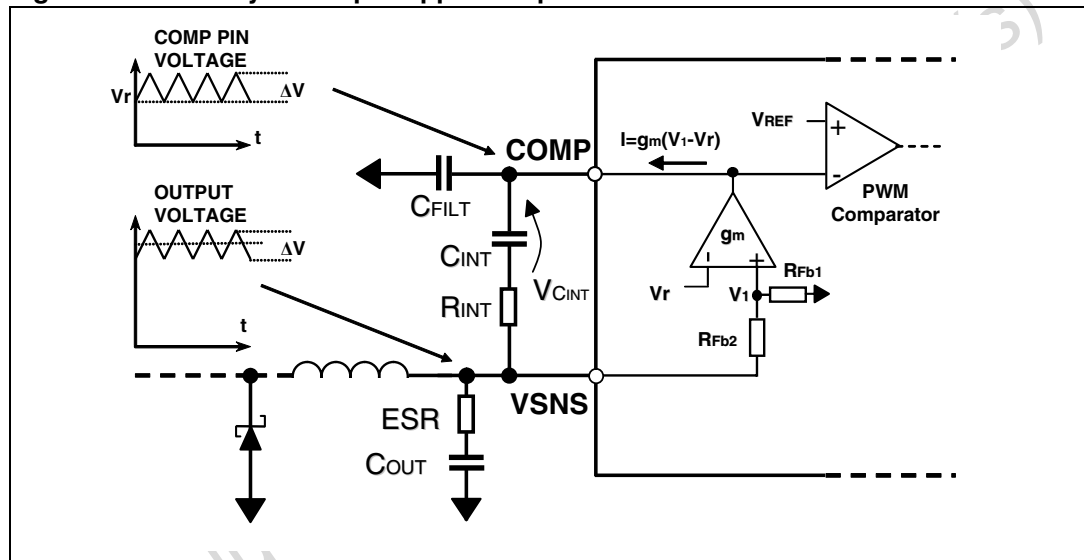 COMP PIN
VOLTAGE
Vr
ΔV
t
OUTPUT
VOLTAGE
ΔV
t
COMP
I=gm(V1-Vr)
VREF
+
-
PWM
Comparator
CFILT
CINT
VCINT
RINT
gm
-
+
Vr
V1
RFb1
RFb2
VSNS
ESR
COUT